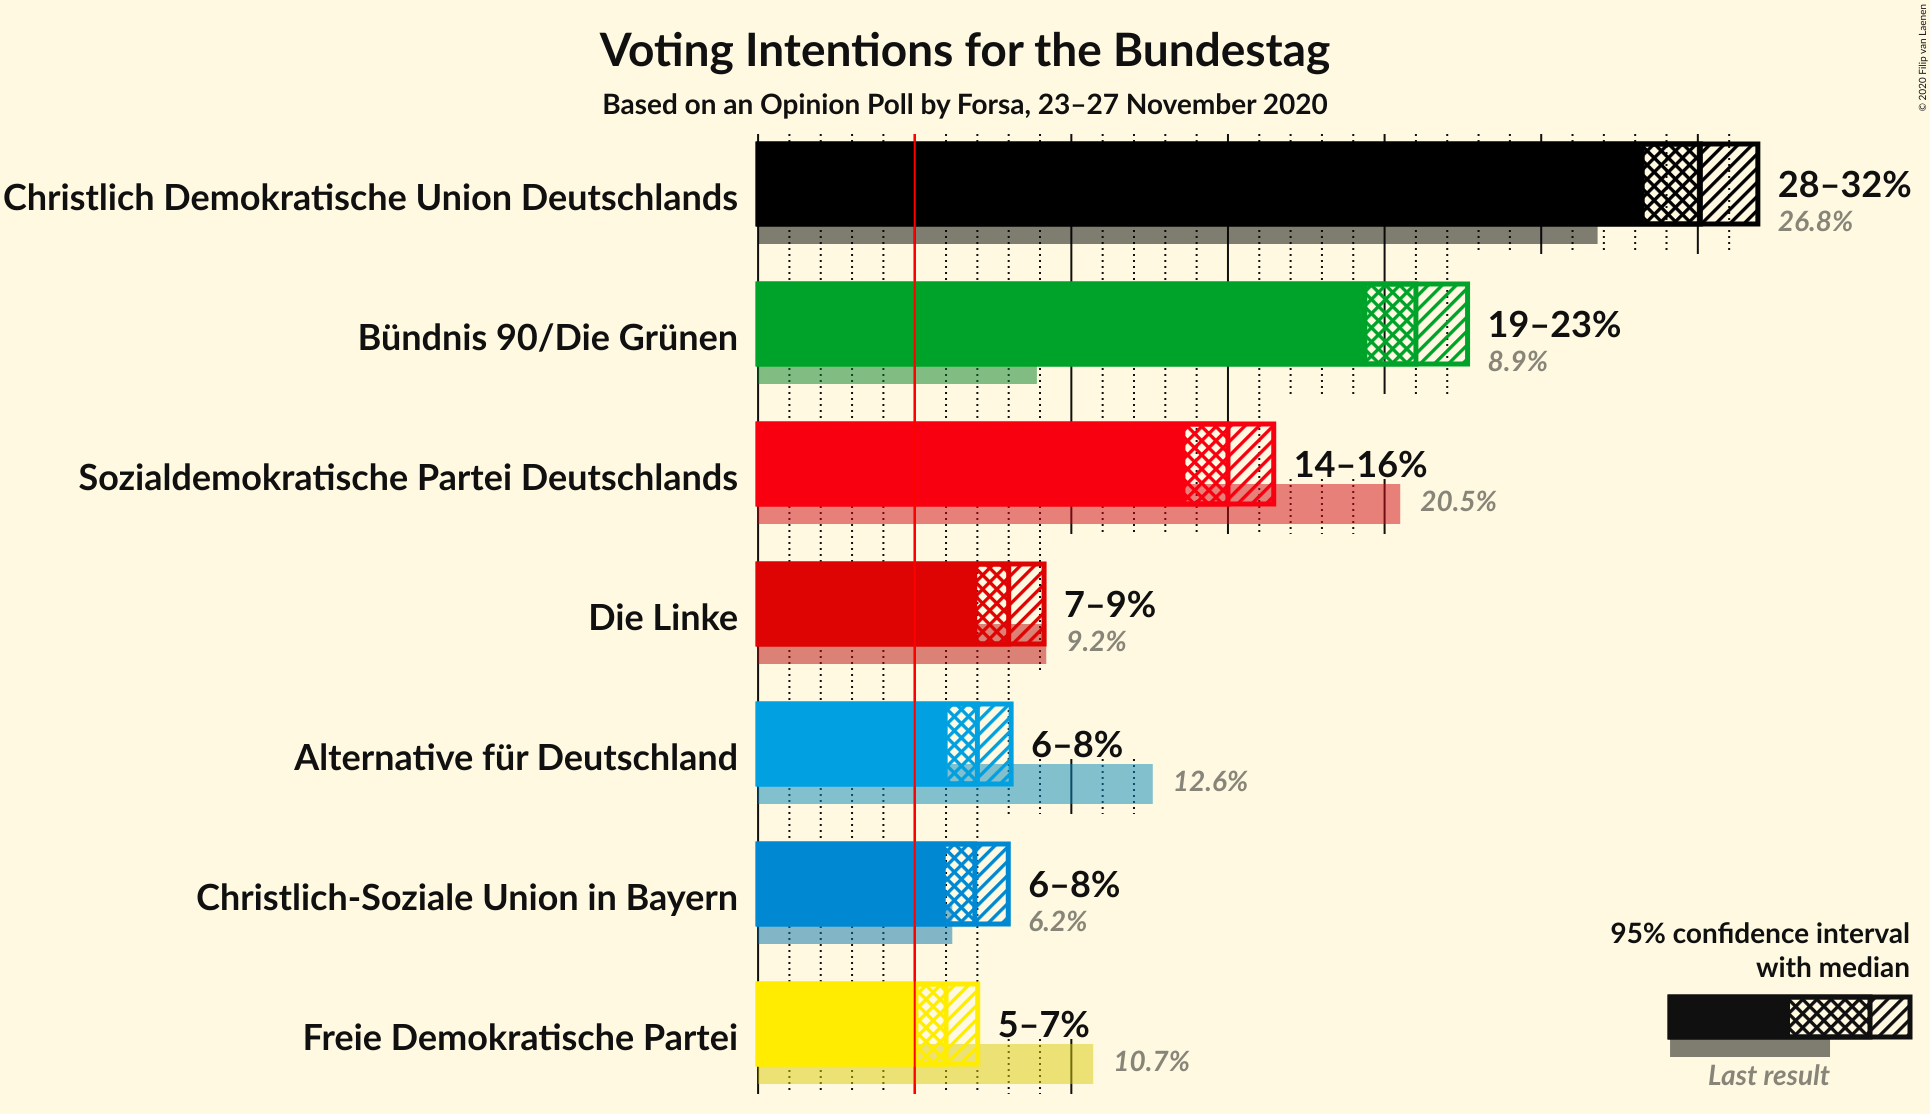 Voting Intentions for the Bundestag
Based on an Opinion Poll by Forsa, 23–27 November 2020
© 2020 Filip van Laenen
Christlich Demokratische Union Deutschlands
28–32%
26.8%
Bündnis 90/Die Grünen
19–23%
8.9%
Sozialdemokratische Partei Deutschlands
14–16%
20.5%
Die Linke
7–9%
9.2%
Alternative für Deutschland
6–8%
12.6%
Christlich-Soziale Union in Bayern
6–8%
6.2%
Freie Demokratische Partei
5–7%
10.7%
95% confidence interval
with median
Last result